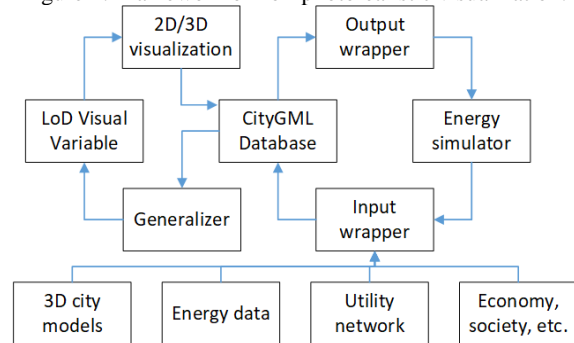 2D/3D
visualization
Output
wrapper
LoD Visual
Variable
CityGML
Database
Energy
simulator
Generalizer
Input
wrapper
3D city
models
Energy data
Utility
network
Economy,
society, etc.